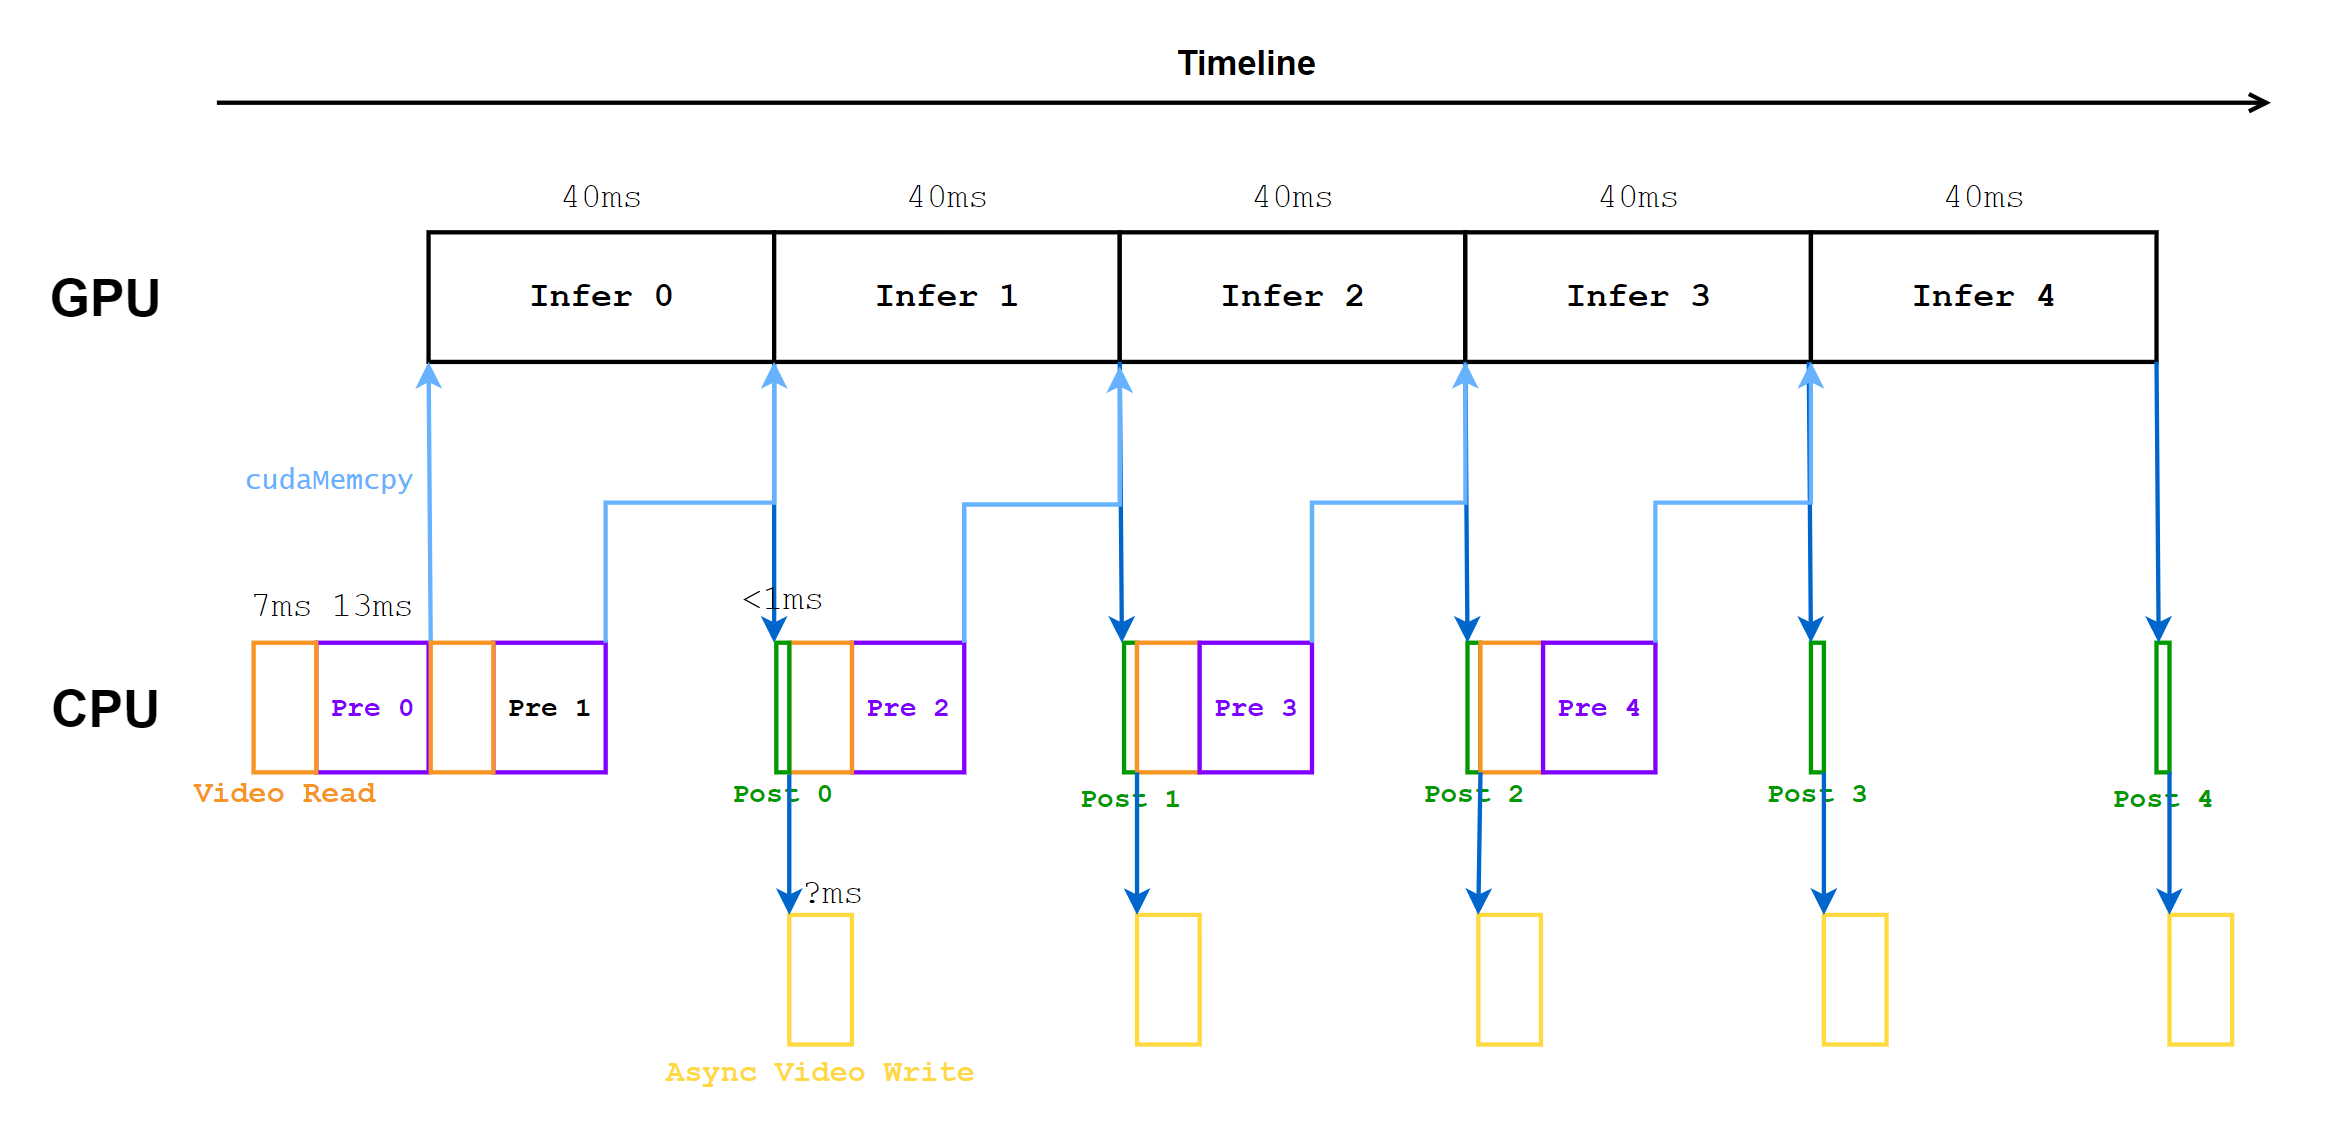 Timeline
40ms 40ms 40ms 40ms 40ms
GPU
Infer 0 Infer 1 Infer 2 Infer 3 Infer 4
cudaMemcpy
7ms 13ms <1ms
CPU
Pre 0 Pre 1 Pre 2 Pre 3 Pre 4
Video Read Post 0 Post 1 Post 2 Post 3 Post 4
?ms
Async Video Write